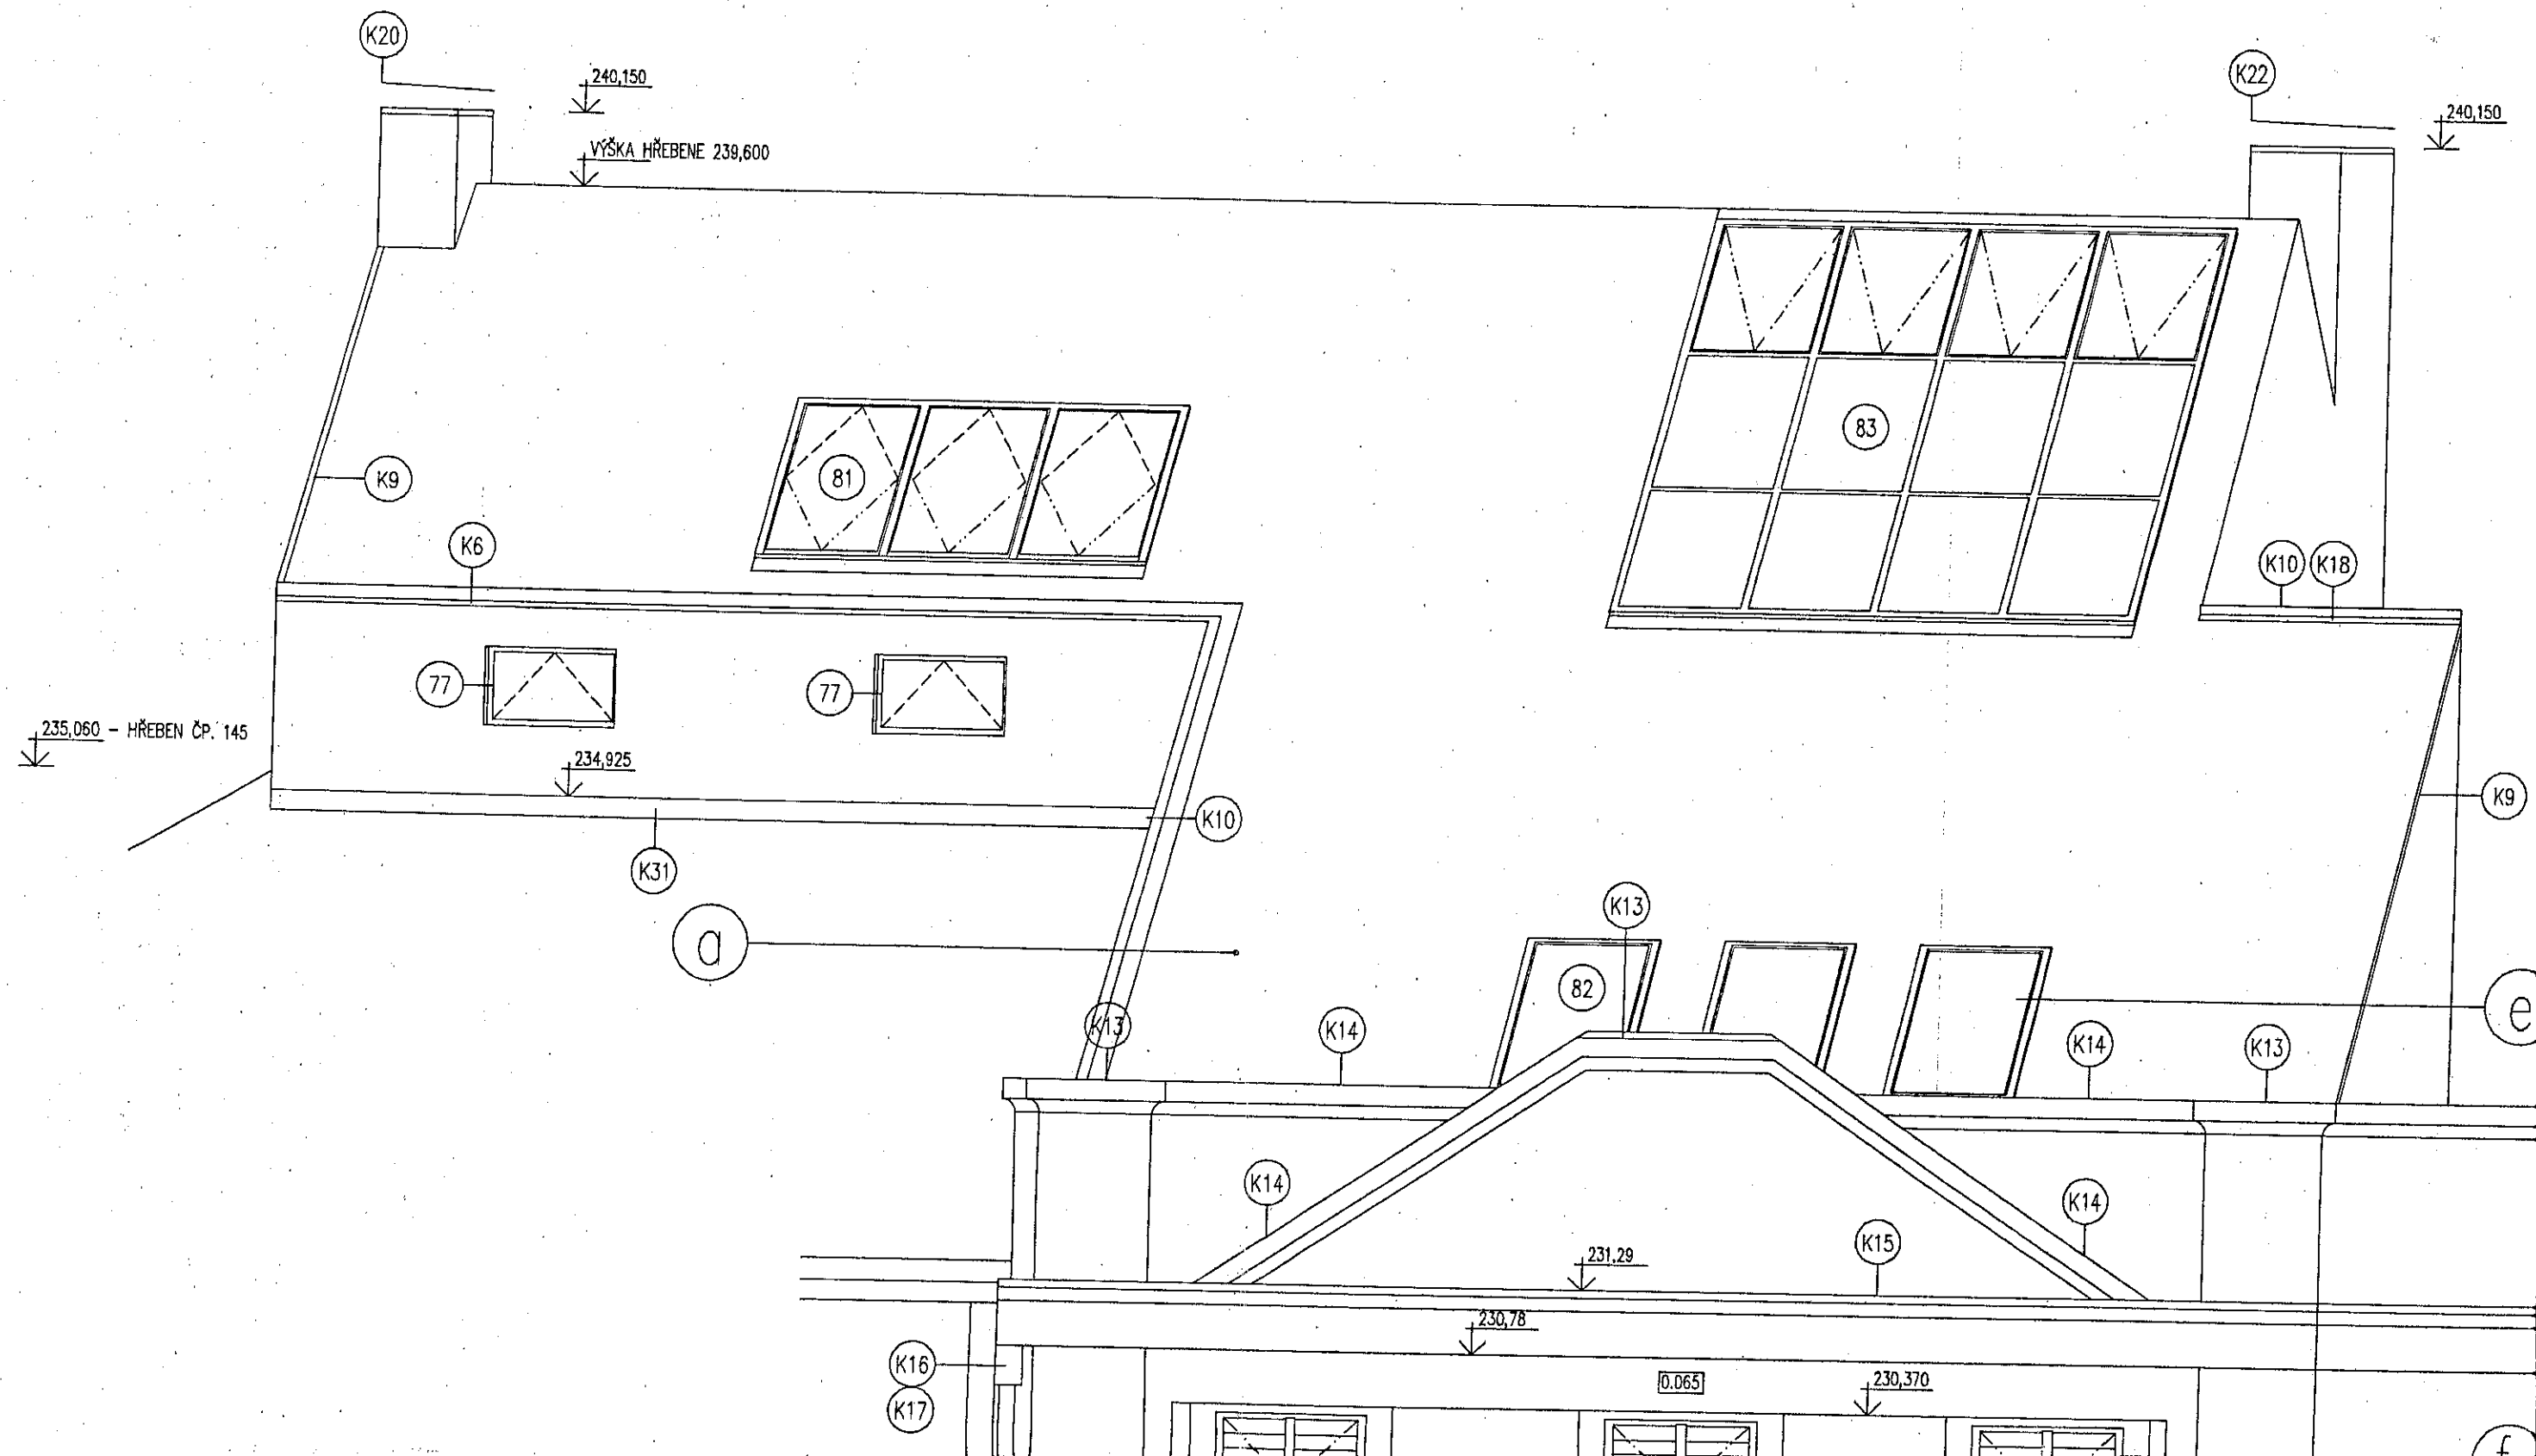 K20
240,150
K22
240,150
VÝŠKA HŘEBENE 239,600
83
81
K9
K6
K10
K18
77
77
235,060 - HŘEBEN ČP. 145
234,925
K9
K10
K31
K13
a
82
e
K13
K14
K14
K13
K14
K14
231,29
K15
230,78
K16
0.065
230,370
K17
f